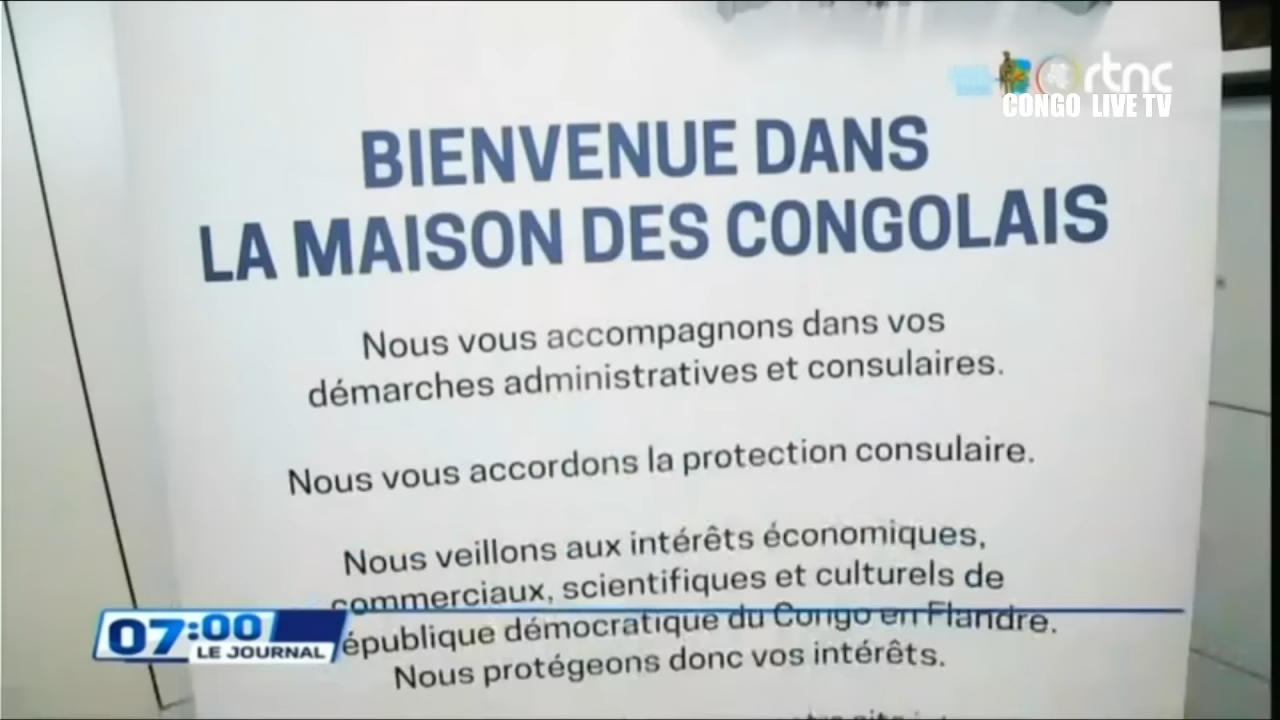 rtnc
CONGO LIVE TV
BIENVENUE DANS
LA MAISON DES CONGOLAIS
Nous vous accompagnons dans vos
démarches administratives et consulaires.
Nous vous accordons la protection consulaire.
Nous veillons aux intérêts économiques,
commerciaux, scientifiques et culturels de
épublique démocratique du Congo en Flandre.
Nous protégeons donc vos intérêts.
07:00
LE JOURNAL